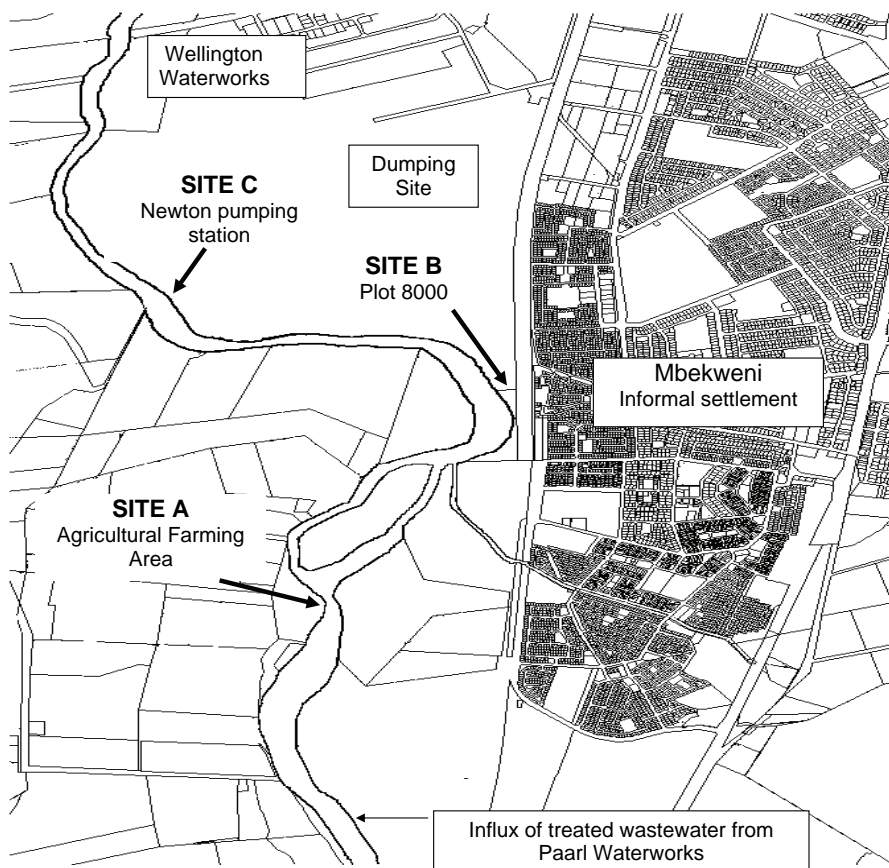 Wellington
Waterworks
Dumping
Site
SITE C
Newton pumping
station
SITE B
Plot 8000
Mbekweni
Informal settlement
SITE A
Agricultural Farming
Area
Influx of treated wastewater from
Paarl Waterworks